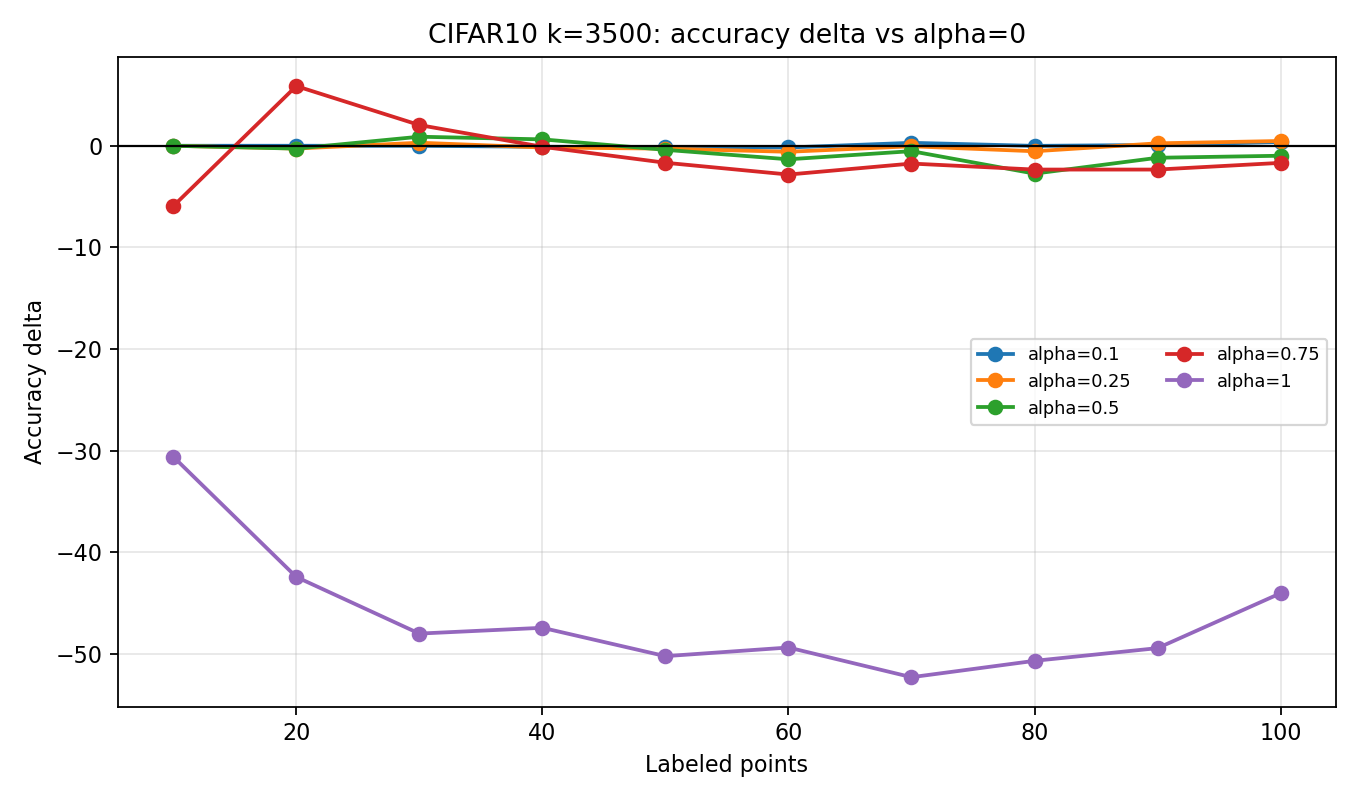 CIFAR10 k=3500: accuracy delta vs alpha=0
Accuracy delta
0
−10
−20
−30
−40
−50
alpha=0.1
alpha=0.25
alpha=0.5
alpha=0.75
alpha=1
20
40
60
80
100
Labeled points